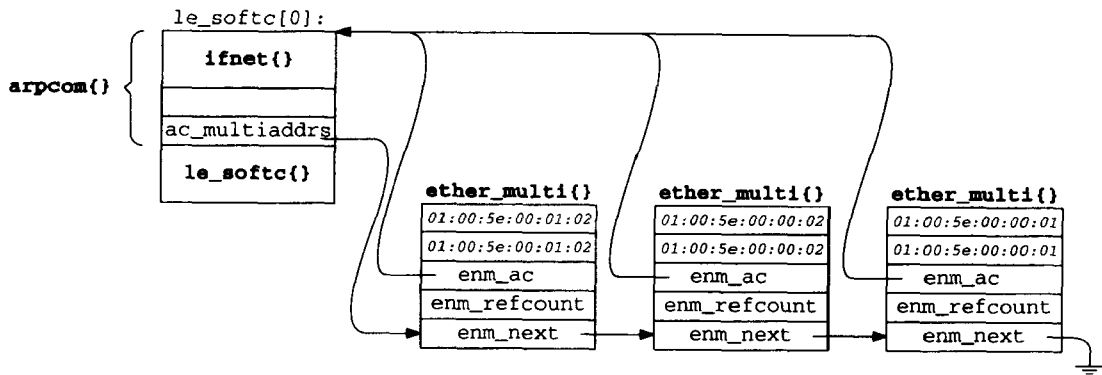 le_softc[0]:
ifnet{}
arpcom{}
ac_multiaddrs
le_softc{}
ether_multi{} ether_multi{} ether_multi{}
01:00:5e:00:01:02 01:00:5e:00:00:02 01:00:5e:00:00:01
01:00:5e:00:01:02 01:00:5e:00:00:02 01:00:5e:00:00:01
enm_ac enm_ac enm_ac
enm_refcount enm_refcount enm_refcount
enm_next enm_next enm_next